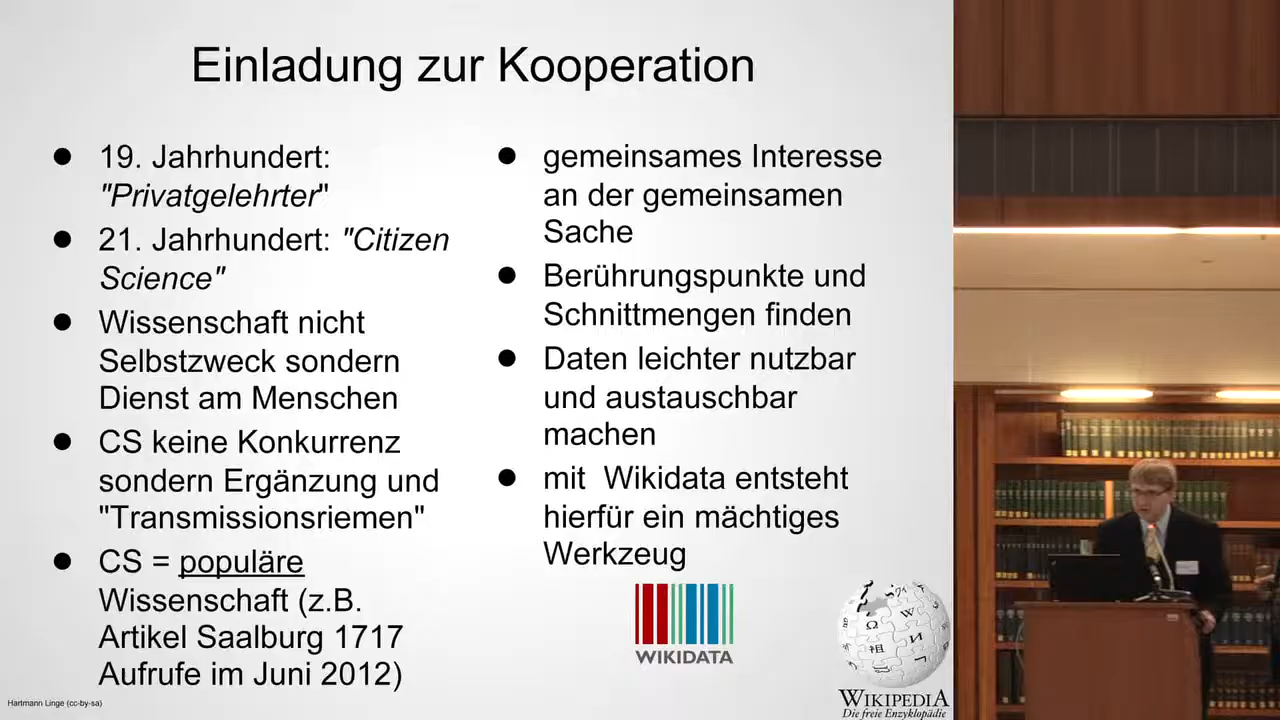 Einladung zur Kooperation
● 19. Jahrhundert:
"Privatgelehrter"
● 21. Jahrhundert: "Citizen
Science"
● Wissenschaft nicht
Selbstzweck sondern
Dienst am Menschen
● CS keine Konkurrenz
sondern Ergänzung und
"Transmissionsriemen"
● CS = populäre
Wissenschaft (z.B.
Artikel Saalburg 1717
Aufrufe im Juni 2012)
● gemeinsames Interesse
an der gemeinsamen
Sache
● Berührungspunkte und
Schnittmengen finden
● Daten leichter nutzbar
und austauschbar
machen
● mit  Wikidata entsteht
hierfür ein mächtiges
Werkzeug
WIKIDATA
WIKIPEDIA
Die freie Enzyklopädie
Hartmann Linge (cc-by-sa)